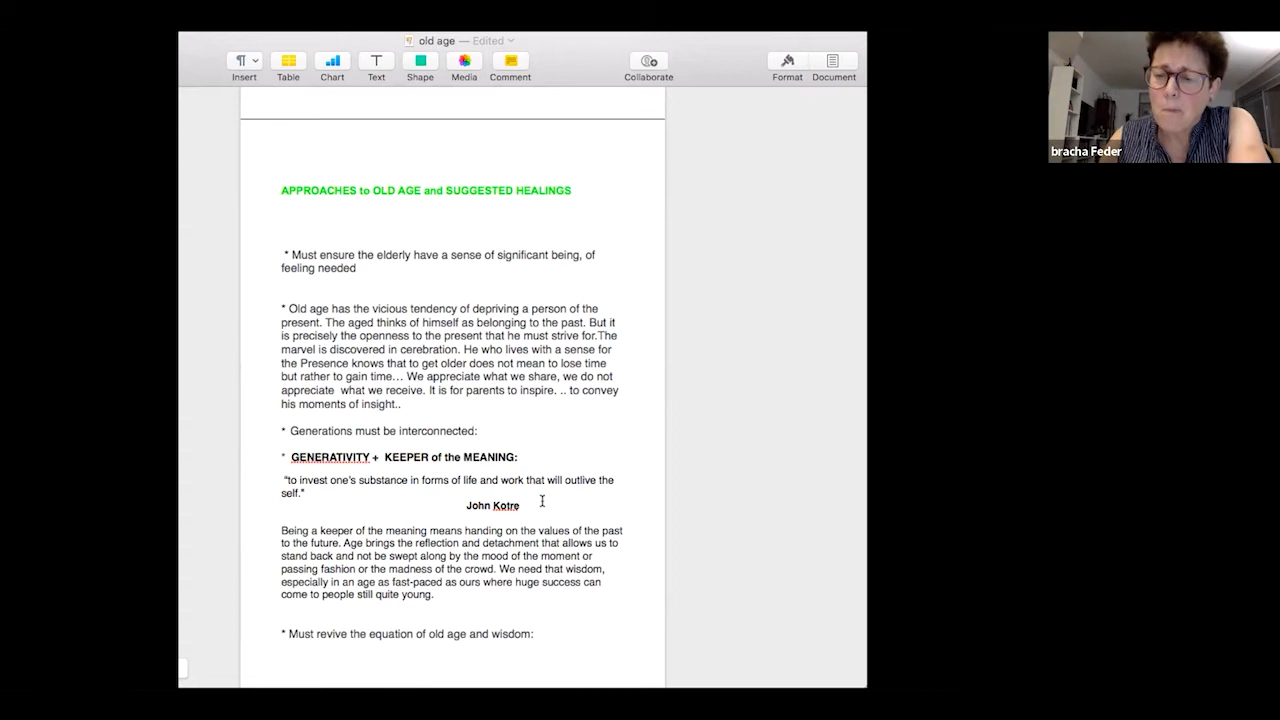 old age — Edited
Insert
Table
Chart
Text
Shape
Media
Comment
Collaborate
Format
Document
bracha Feder
APPROACHES to OLD AGE and SUGGESTED HEALINGS
* Must ensure the elderly have a sense of significant being, of
feeling needed
* Old age has the vicious tendency of depriving a person of the
present. The aged thinks of himself as belonging to the past. But it
is precisely the openness to the present that he must strive for.The
marvel is discovered in cerebration. He who lives with a sense for
the Presence knows that to get older does not mean to lose time
but rather to gain time… We appreciate what we share, we do not
appreciate what we receive. It is for parents to inspire. .. to convey
his moments of insight..
* Generations must be interconnected:
* GENERATIVITY + KEEPER of the MEANING:
“to invest one’s substance in forms of life and work that will outlive the
self."
John Kotre
Being a keeper of the meaning means handing on the values of the past
to the future. Age brings the reflection and detachment that allows us to
stand back and not be swept along by the mood of the moment or
passing fashion or the madness of the crowd. We need that wisdom,
especially in an age as fast-paced as ours where huge success can
come to people still quite young.
* Must revive the equation of old age and wisdom: